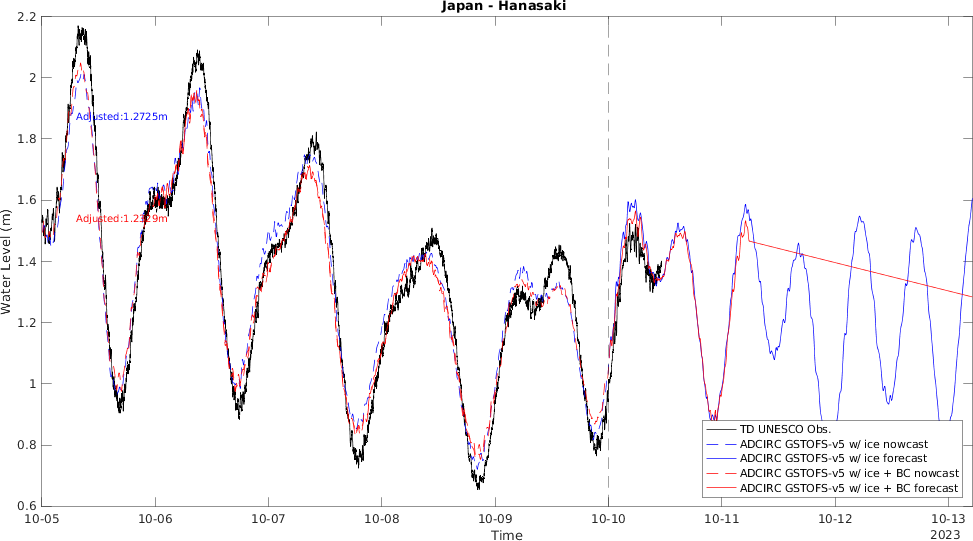 Japan - Hanasaki
2.2
2
1.8
1.6
1.4
1.2
1
0.8
0.6
Water Level (m)
Adjusted:1.2725m
Adjusted:1.2329m
TD UNESCO Obs.
ADCIRC GSTOFS-v5 w/ ice nowcast
ADCIRC GSTOFS-v5 w/ ice forecast
ADCIRC GSTOFS-v5 w/ ice + BC nowcast
ADCIRC GSTOFS-v5 w/ ice + BC forecast
10-05 10-06 10-07 10-08 10-09 10-10 10-11 10-12 10-13
2023
Time